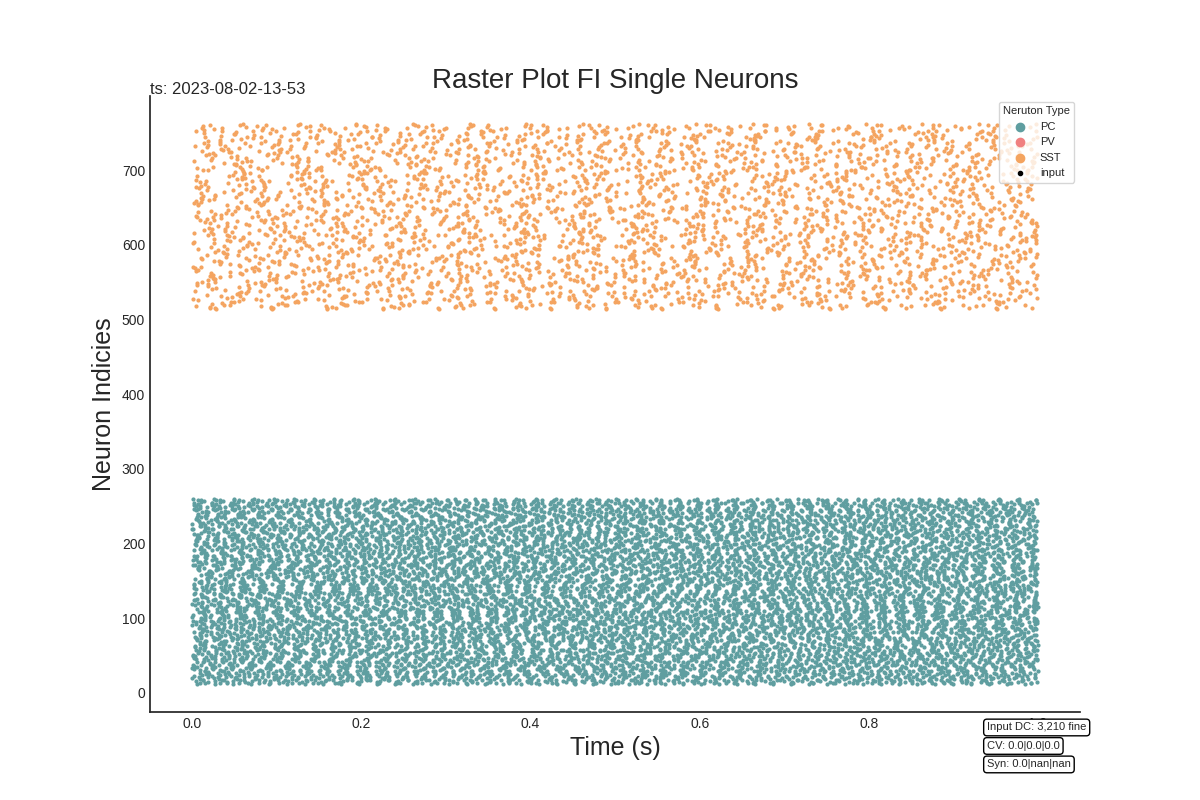 Raster Plot FI Single Neurons
ts: 2023-08-02-13-53
Neruton Type
PC
PV
SST
input
Neuron Indicies
700
600
500
400
300
200
100
0
0.0 0.2 0.4 0.6 0.8
Time (s)
Input DC: 3,210 fine
CV: 0.0|0.0|0.0
Syn: 0.0|nan|nan